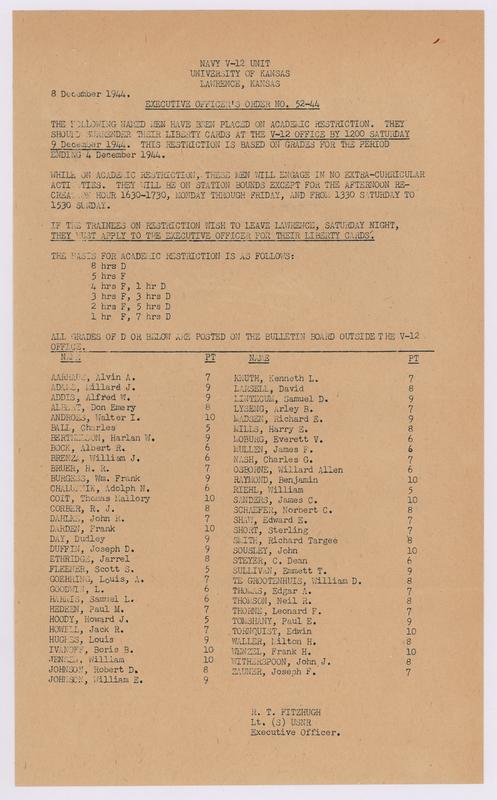 NAVY V-12 UNIT
UNIVERSITY OF KANSAS
LAWRENCE, KANSAS
8 December 1944.
EXECUTIVE OFFICER'S ORDER NO. 52-44
THE FOLLOWING NAMED MEN HAVE BEEN PLACED ON ACADEMIC RESTRICTION. THEY
SHOULD SURRENDER THEIR LIBERTY CARDS AT THE V-12 OFFICE BY 1200 SATURDAY
9 December 1944. THIS RESTRICTION IS BASED ON GRADES FOR THE PERIOD
ENDING 4 December 1944.
WHILE ON ACADEMIC RESTRICTION, THESE MEN WILL ENGAGE IN NO EXTRA-CURRICULAR
ACTIVITIES. THEY WILL BE ON STATION BOUNDS EXCEPT FOR THE AFTERNOON RE-
CREATION HOUR 1630-1730, MONDAY THROUGH FRIDAY, AND FROM 1330 SATURDAY TO
1530 SUNDAY.
IF THE TRAINEES ON RESTRICTION WISH TO LEAVE LAWRENCE, SATURDAY NIGHT,
THEY MUST APPLY TO THE EXECUTIVE OFFICER FOR THEIR LIBERTY CARDS.
THE BASIS FOR ACADEMIC RESTRICTION IS AS FOLLOWS:
8 hrs D
5 hrs F
4 hrs F, 1 hr D
3 hrs F, 3 hrs D
2 hrs F, 5 hrs D
1 hr F, 7 hrs D
ALL GRADES OF D OR BELOW ARE POSTED ON THE BULLETIN BOARD OUTSIDE THE V-12
OFFICE.
NAME PT NAME PT
AARHAUS, Alvin A. 7 KNUTH, Kenneth L. 7
ADAMS, Millard J. 9 LARSELL, David 8
ADDIS, Alfred W. 9 LINTECUM, Samuel D. 9
ALBERT, Don Emery 8 LYSENG, Arley B. 7
ANDROES, Walter I. 10 MADSEN, Richard E. 9
BALL, Charles 5 MILLS, Harry E. 8
BERTHELSON, Harlan W. 9 MOBURG, Everett V. 6
BOCK, Albert R. 6 MULLEN, James F. 6
BRENZA, William J. 6 NASH, Charles G. 7
BRUER, H. R. 7 OSBORNE, Willard Allen 6
BURGESS, Wm. Frank 9 RAYMOND, Benjamin 10
CHALUPNIK, Adolph N. 6 RIEHL, William 5
COIT, Thomas Mallory 10 SANDERS, James C. 10
CORBER, R. J. 8 SCHAEFER, Norbert C. 8
DAHLKE, John H. 7 SHAW, Edward E. 7
DARDEN, Frank 10 SHORT, Sterling 7
DAY, Dudley 9 SMITH, Richard Targee 8
DUFFIN, Joseph D. 9 SOUSLEY, John 10
ETHRIDGE, Jarrel 8 STEYER, C. Dean 6
FLEENER, Scott S. 5 SULLIVAN, Emmett T. 9
GOEHRING, Louis, A. 7 TE GROOTENHUIS, William D. 8
GOODWIN, L. 6 THOMAS, Edgar A. 7
HARRIS, Samuel L. 6 THOMSON, Neil R. 8
HEDEEN, Paul M. 7 THORNE, Leonard F. 7
HOODY, Howard J. 5 TOMSHANY, Paul E. 9
HOWELL, Jack R. 7 TORNQUIST, Edwin 10
HUGHES, Louis 9 WALLER, Milton H. 8
IVANOFF, Boris B. 10 WENZEL, Frank H. 10
JENSEN, William 10 WITHERSPOON, John J. 8
JOHNSON, Robert D. 8 ZAUNER, Joseph F. 7
JOHNSON, William E. 9
R. T. FITZHUGH
Lt. (S) USNR
Executive Officer.